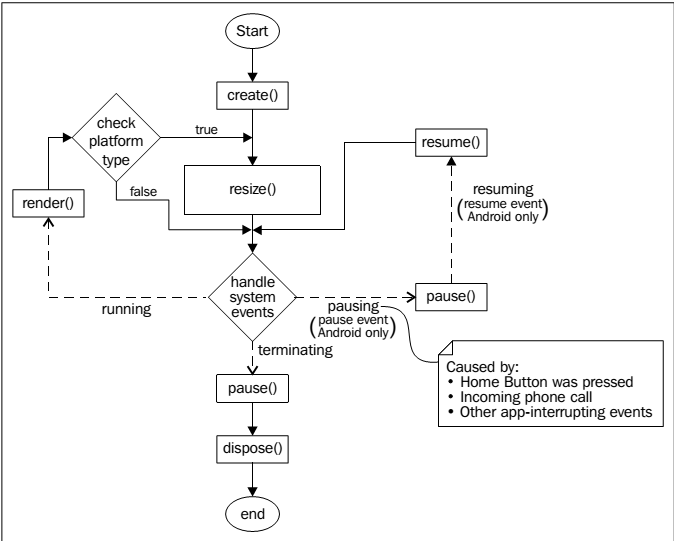 Start
create()
check
platform
type
true
false
resize()
resume()
render()
resuming
(resume event
Android only)
handle
system
events
running
pausing
(pause event
Android only)
pause()
terminating
pause()
Caused by:
• Home Button was pressed
• Incoming phone call
• Other app-interrupting events
dispose()
end